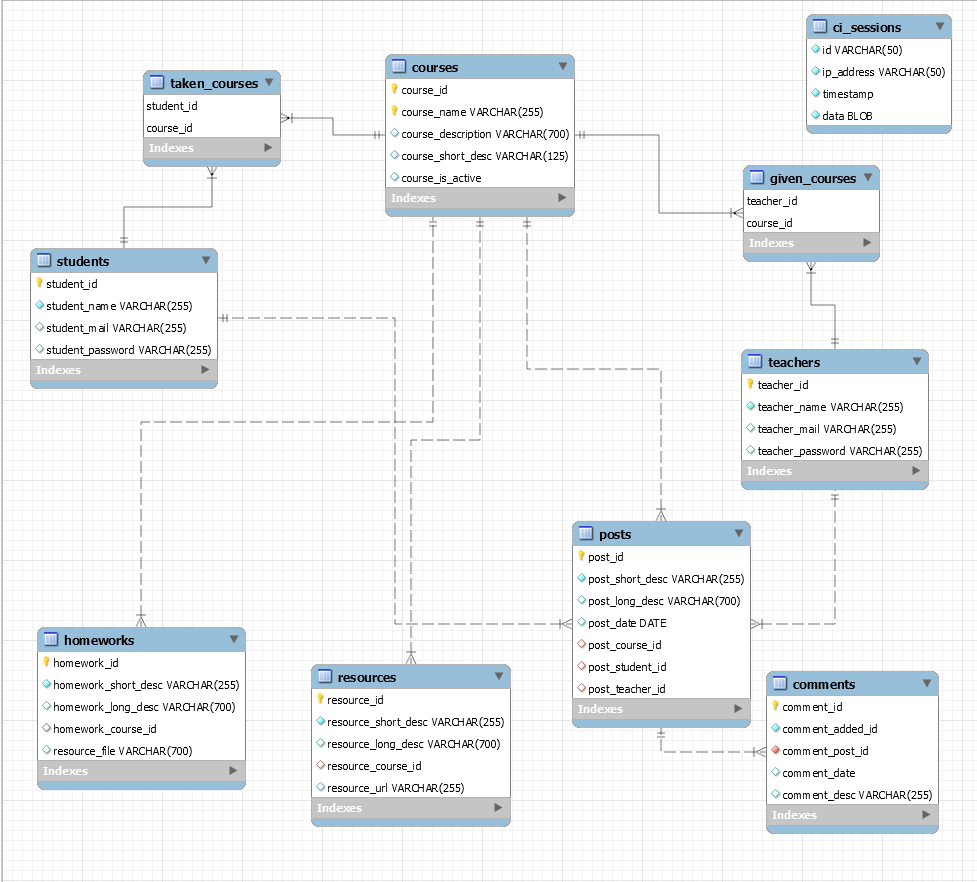 ci_sessions
id VARCHAR(50)
ip_address VARCHAR(50)
timestamp
data BLOB
taken_courses
student_id
course_id
Indexes
courses
course_id
course_name VARCHAR(255)
course_description VARCHAR(700)
course_short_desc VARCHAR(125)
course_is_active
Indexes
given_courses
teacher_id
course_id
Indexes
students
student_id
student_name VARCHAR(255)
student_mail VARCHAR(255)
student_password VARCHAR(255)
Indexes
teachers
teacher_id
teacher_name VARCHAR(255)
teacher_mail VARCHAR(255)
teacher_password VARCHAR(255)
Indexes
posts
post_id
post_short_desc VARCHAR(255)
post_long_desc VARCHAR(700)
post_date DATE
post_course_id
post_student_id
post_teacher_id
Indexes
homeworks
homework_id
homework_short_desc VARCHAR(255)
homework_long_desc VARCHAR(700)
homework_course_id
resource_file VARCHAR(700)
Indexes
resources
resource_id
resource_short_desc VARCHAR(255)
resource_long_desc VARCHAR(700)
resource_course_id
resource_url VARCHAR(255)
Indexes
comments
comment_id
comment_added_id
comment_post_id
comment_date
comment_desc VARCHAR(255)
Indexes